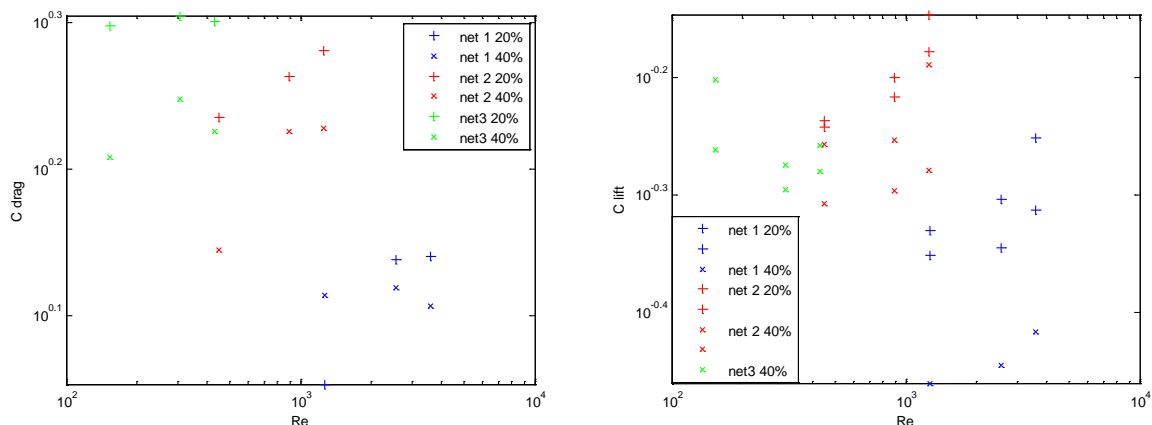 10^0.3
10^0.2
10^0.1
C drag
10^2
10^3
10^4
Re
net 1 20%
net 1 40%
net 2 20%
net 2 40%
net3 20%
net3 40%
10^-0.2
10^-0.3
10^-0.4
C lift
10^2
10^3
10^4
Re
net 1 20%
net 1 40%
net 2 20%
net 2 40%
net3 40%